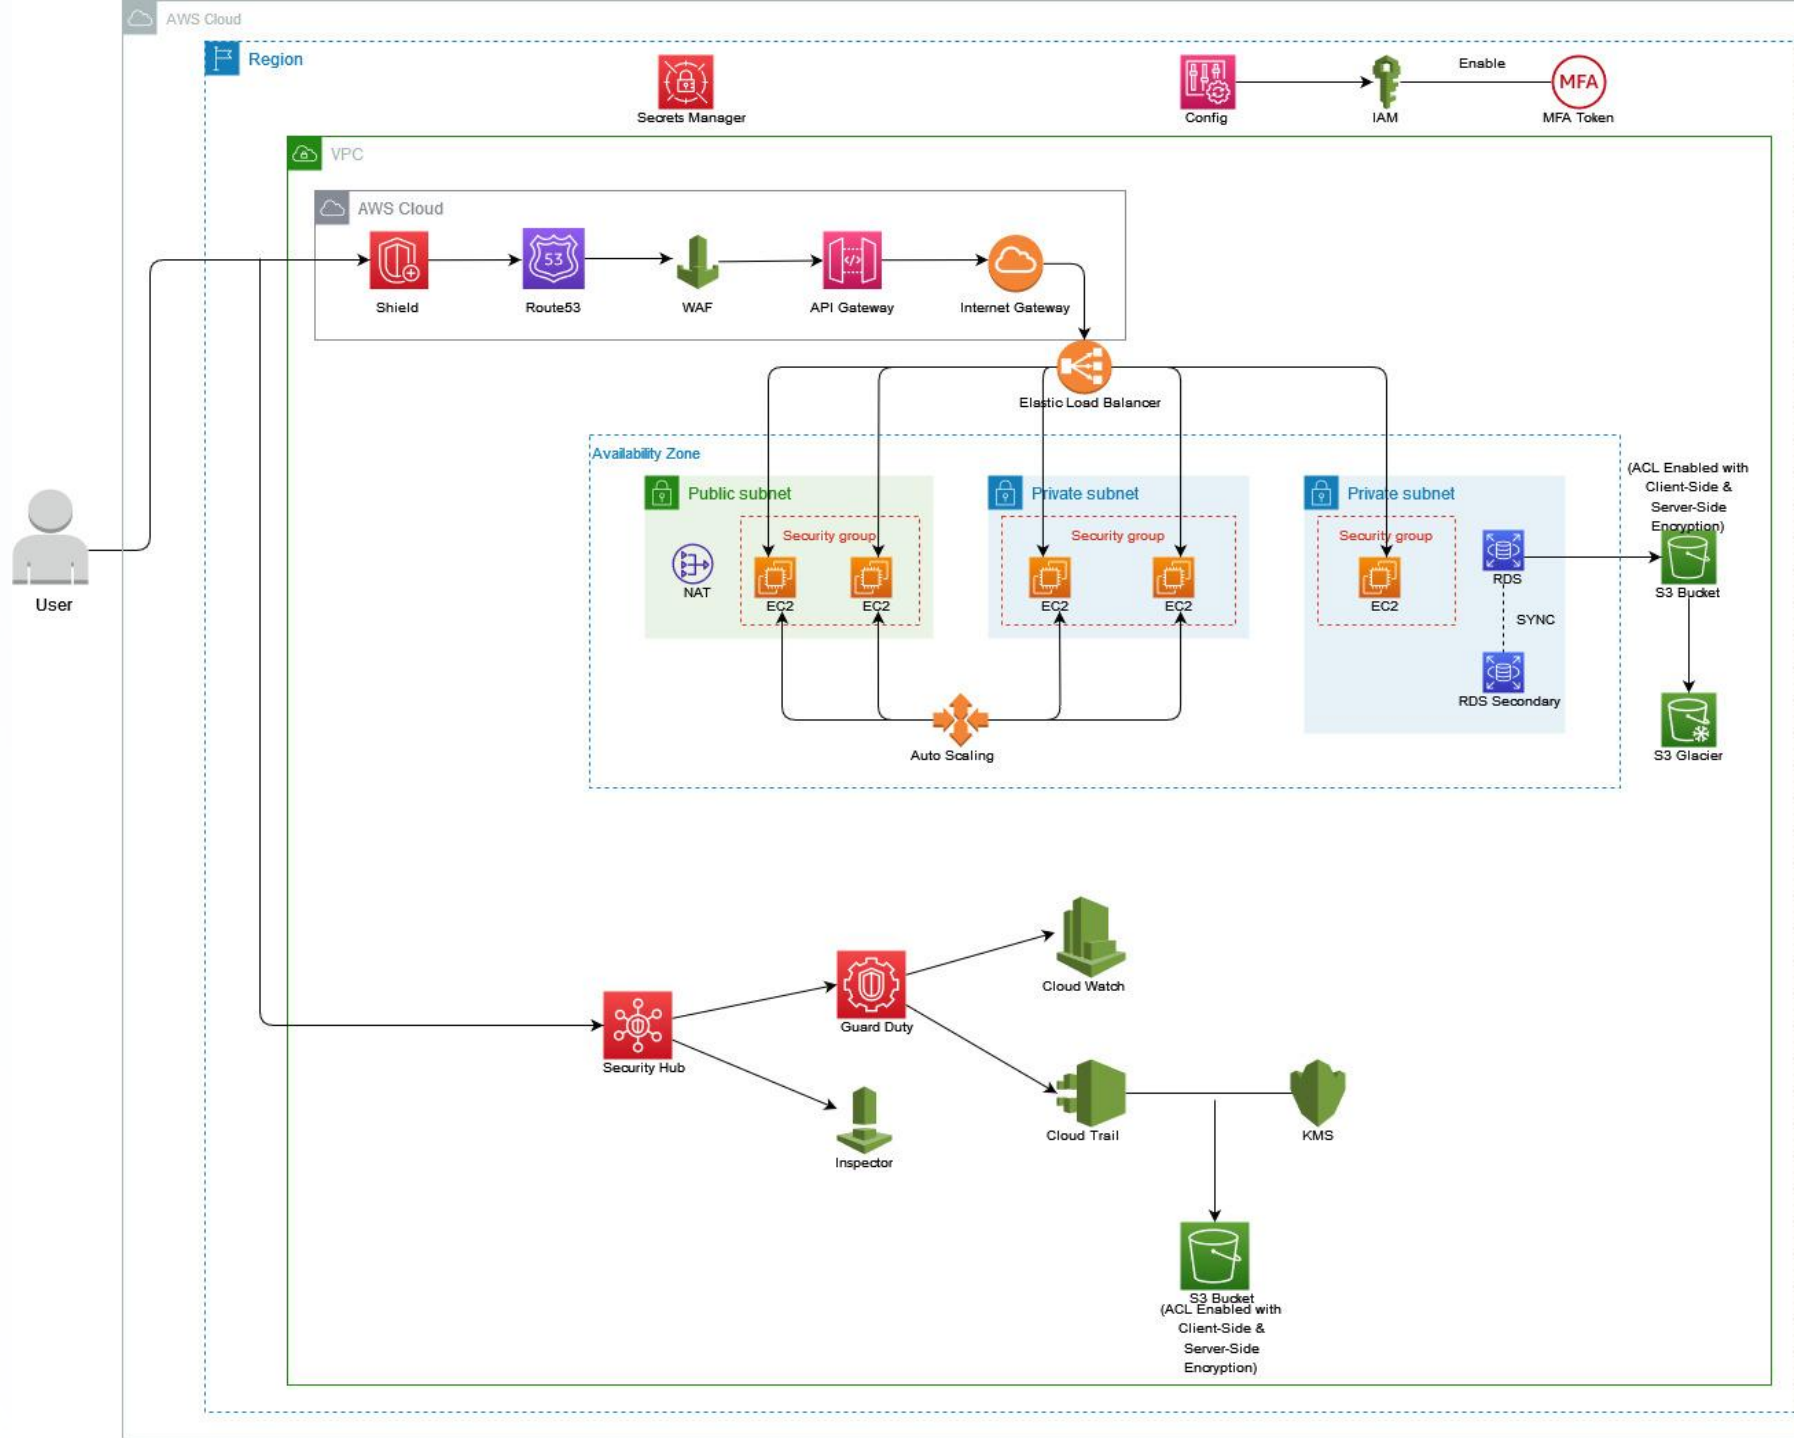 AWS Cloud
Region
Secrets Manager
Config
IAM
Enable
MFA
MFA Token
VPC
AWS Cloud
Shield
53
Route53
WAF
</>
API Gateway
Internet Gateway
Elastic Load Balancer
Availability Zone
Public subnet
Security group
NAT
EC2
EC2
Private subnet
Security group
EC2
EC2
Private subnet
Security group
EC2
RDS
SYNC
RDS Secondary
(ACL Enabled with
Client-Side &
Server-Side
Encryption)
S3 Bucket
S3 Glacier
Auto Scaling
User
Cloud Watch
Guard Duty
Security Hub
Inspector
Cloud Trail
KMS
S3 Bucket
(ACL Enabled with
Client-Side &
Server-Side
Encryption)